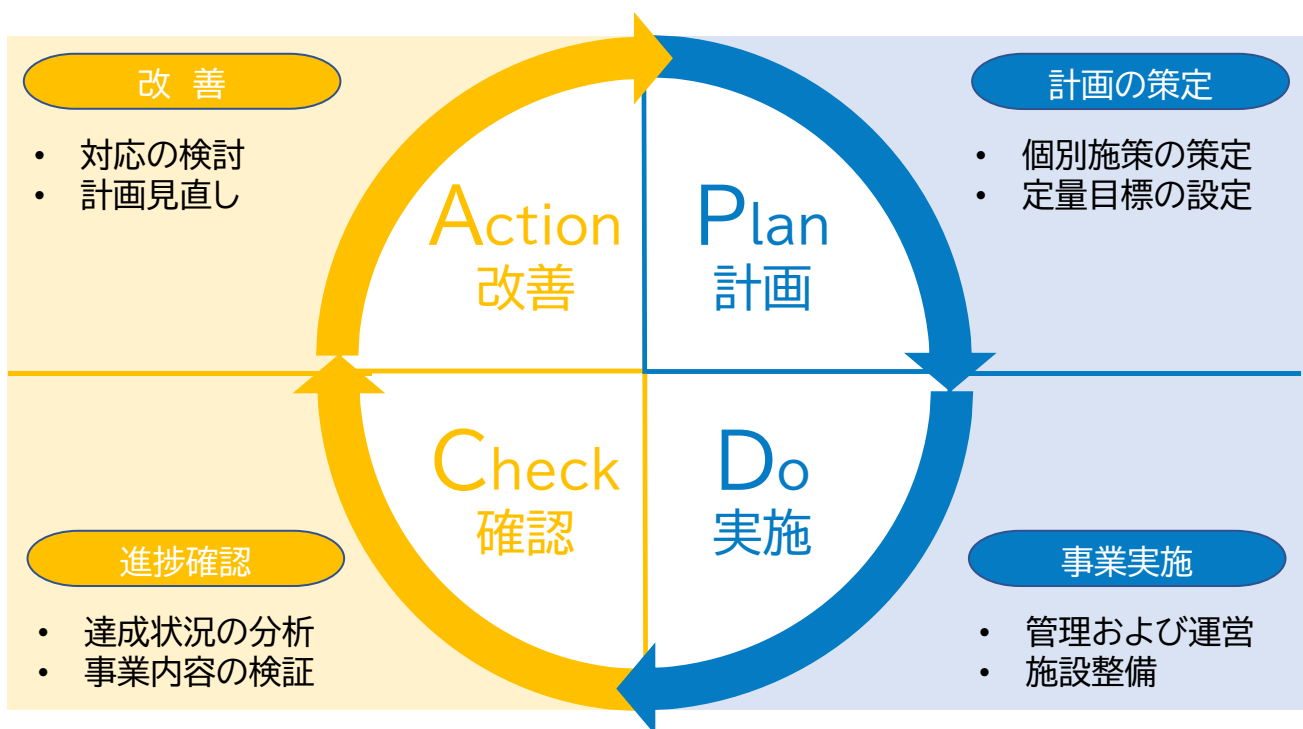 改 善
• 対応の検討
• 計画見直し
計画の策定
• 個別施策の策定
• 定量目標の設定
Action
改善
Plan
計画
Check
確認
Do
実施
進捗確認
• 達成状況の分析
• 事業内容の検証
事業実施
• 管理および運営
• 施設整備